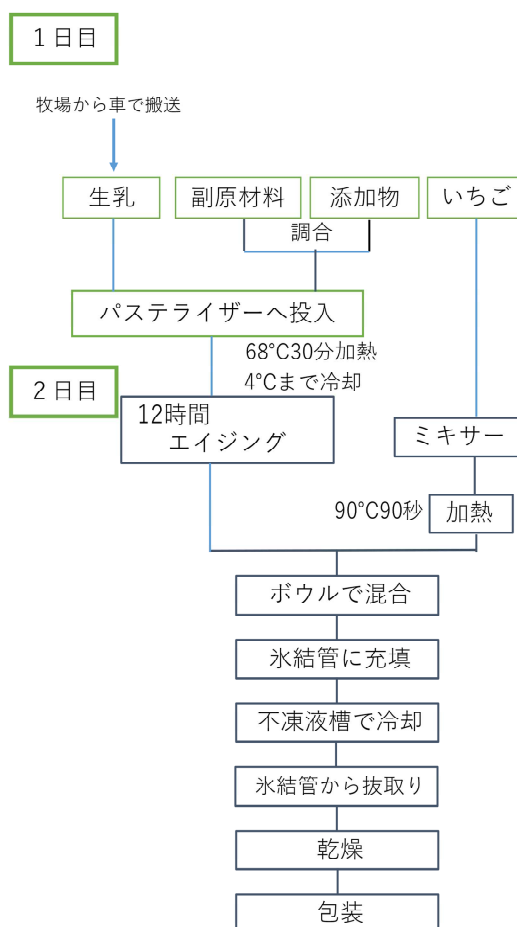 1日目
牧場から車で搬送
生乳
副原材料
添加物
いちご
調合
パステライザーへ投入
68°C30分加熱
4°Cまで冷却
2日目
12時間
エイジング
ミキサー
90°C90秒
加熱
ボウルで混合
氷結管に充填
不凍液槽で冷却
氷結管から抜取り
乾燥
包装